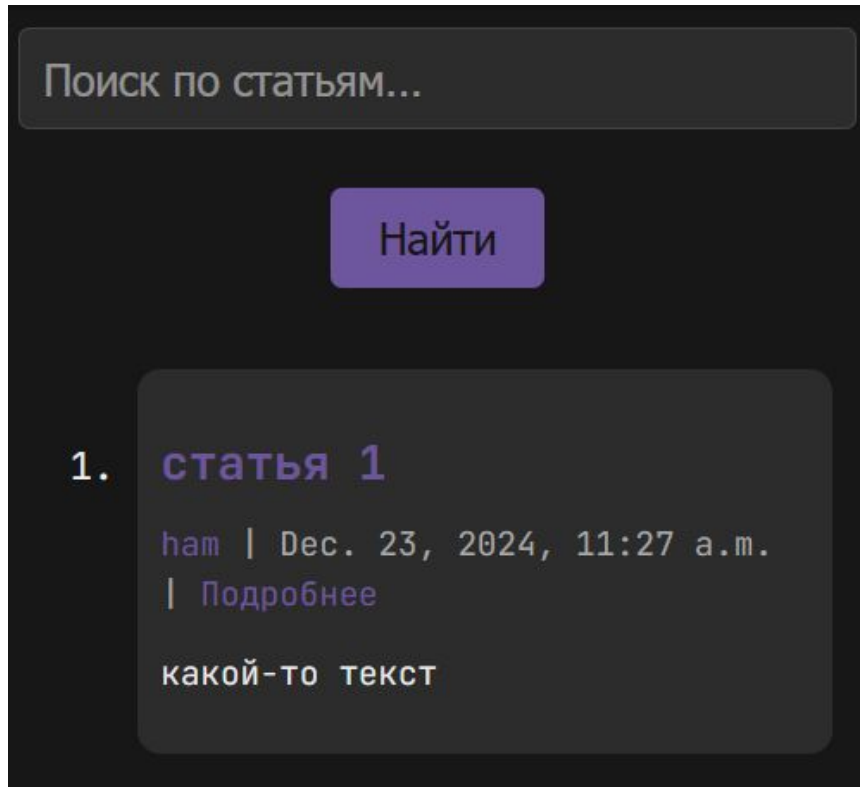 Поиск по статьям...
Найти
1. статья 1
ham | Dec. 23, 2024, 11:27 a.m.
| Подробнее
какой-то текст